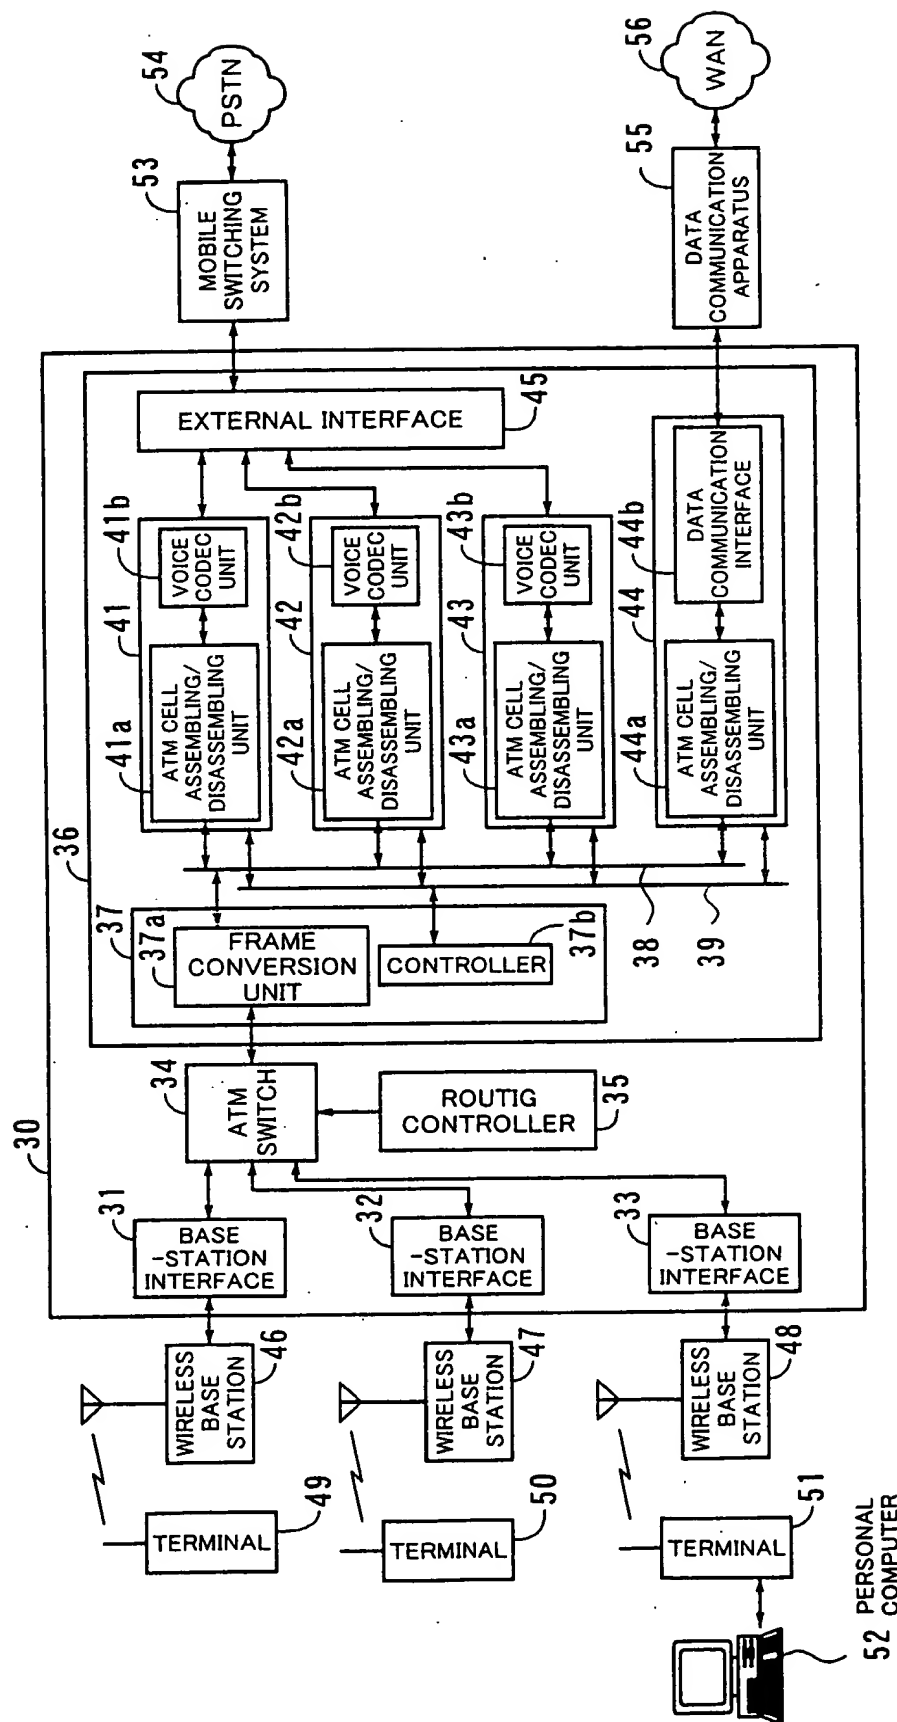 30
36
31
BASE
-STATION
INTERFACE
32
BASE
-STATION
INTERFACE
33
BASE
-STATION
INTERFACE
34
ATM
SWITCH
ROUTIG
CONTROLLER
35
37
37a
FRAME
CONVERSION
UNIT
CONTROLLER
37b
38
39
41
41a
ATM CELL
ASSEMBLING/
DISASSEMBLING
UNIT
41b
VOICE
CODEC
UNIT
42
42a
ATM CELL
ASSEMBLING/
DISASSEMBLING
UNIT
42b
VOICE
CODEC
UNIT
43
43a
ATM CELL
ASSEMBLING/
DISASSEMBLING
UNIT
43b
VOICE
CODEC
UNIT
44
44a
ATM CELL
ASSEMBLING/
DISASSEMBLING
UNIT
44b
DATA
COMMUNICATION
INTERFACE
EXTERNAL INTERFACE
45
WIRELESS
BASE
STATION
46
WIRELESS
BASE
STATION
47
WIRELESS
BASE
STATION
48
TERMINAL
49
TERMINAL
50
TERMINAL
51
52 PERSONAL
COMPUTER
53
MOBILE
SWITCHING
SYSTEM
54
PSTN
55
DATA
COMMUNICATION
APPARATUS
56
WAN